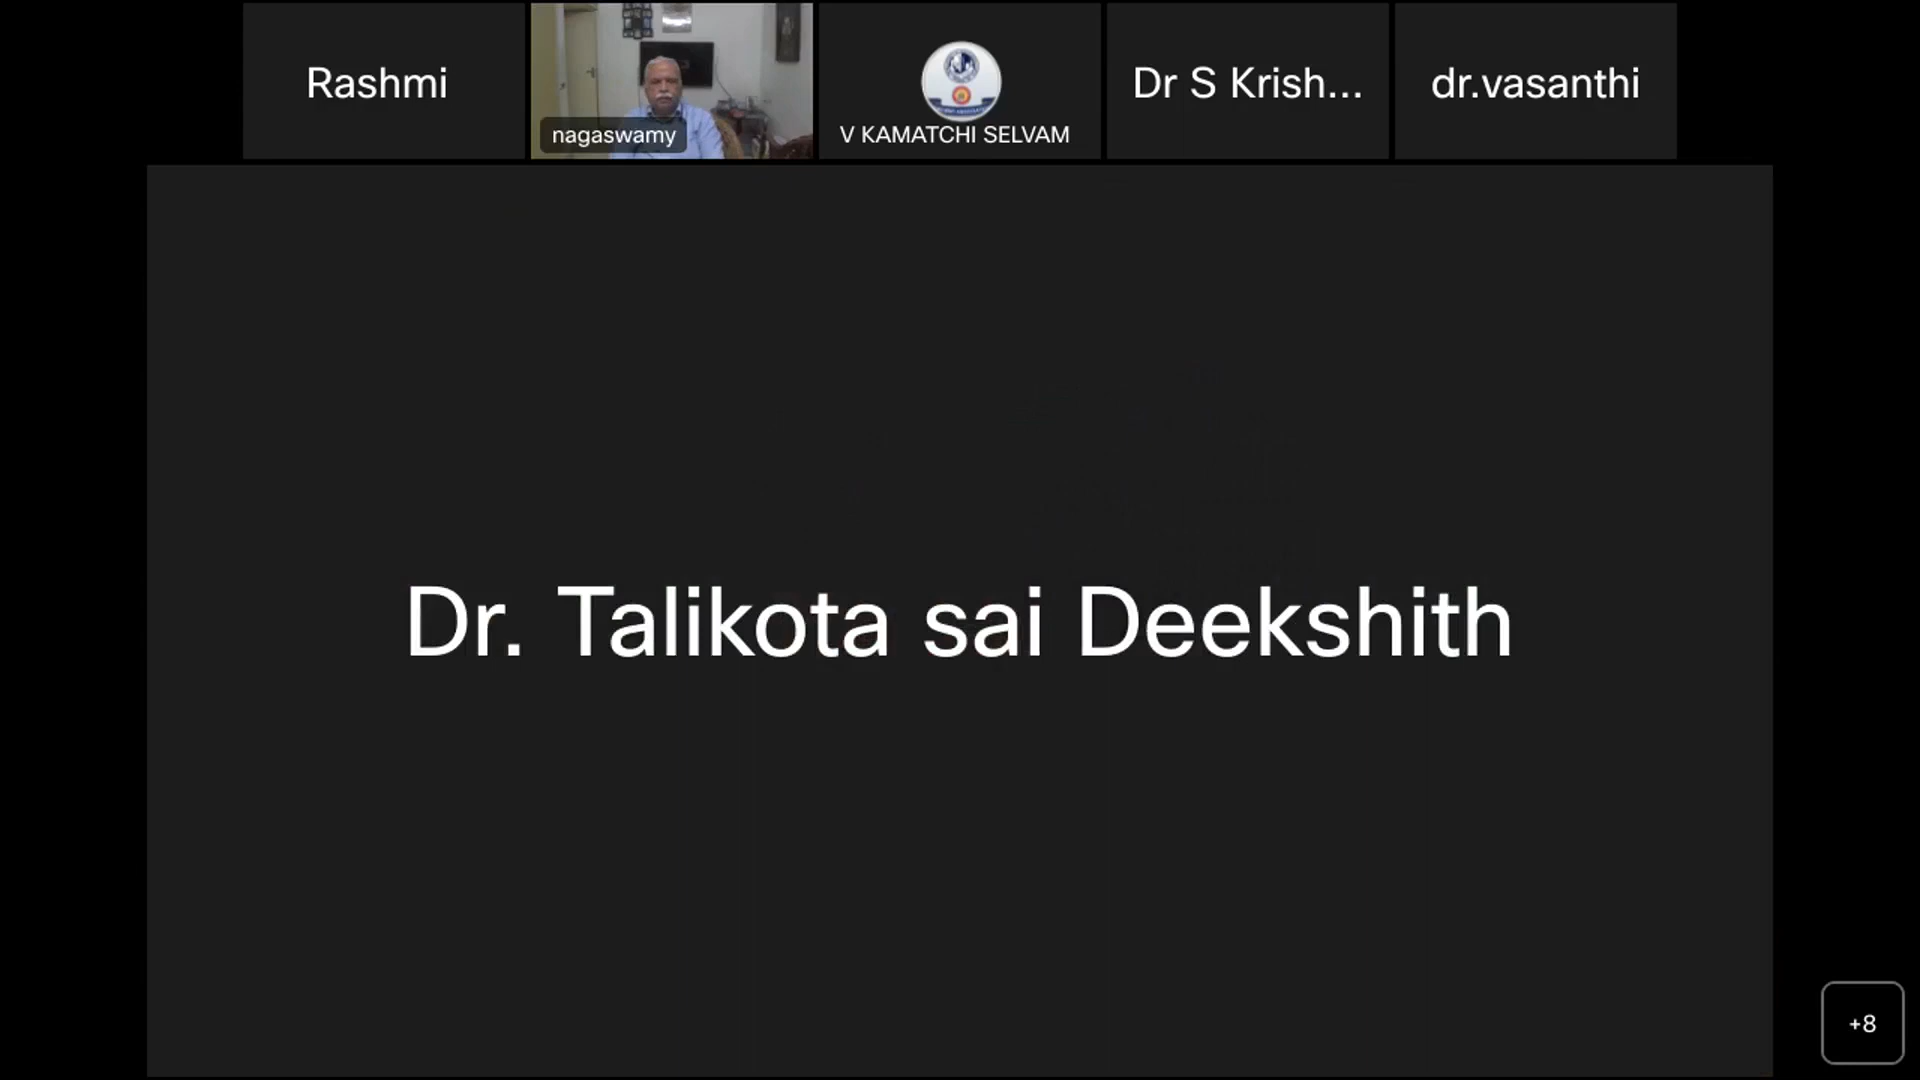 Rashmi
nagaswamy
V KAMATCHI SELVAM
Dr S Krish...
dr.vasanthi
Dr. Talikota sai Deekshith
+8